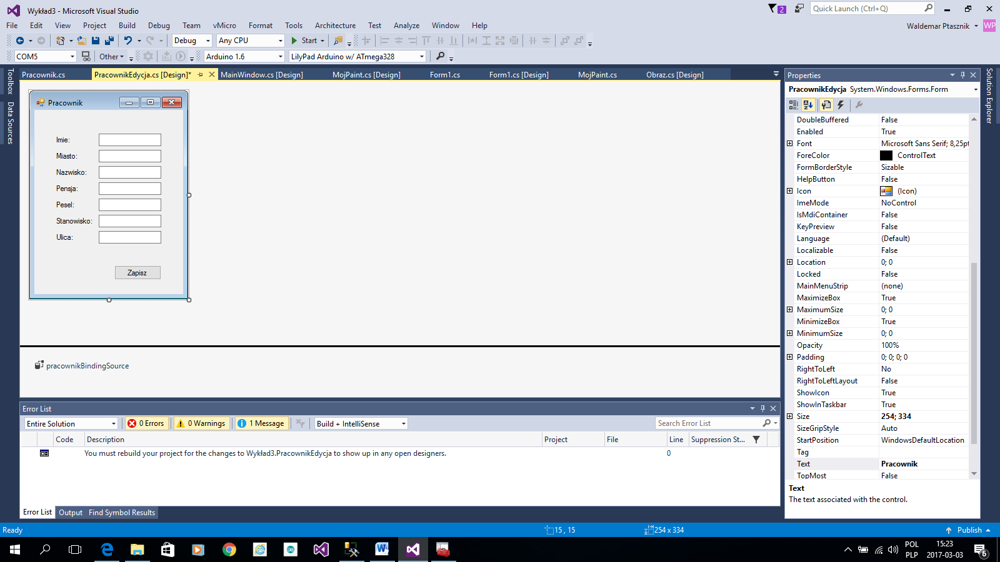 Wykład3 - Microsoft Visual Studio
2
Quick Launch (Ctrl+Q)
File Edit View Project Build Debug Team vMicro Format Tools Architecture Test Analyze Window Help
Waldemar Ptasznik WP
Debug Any CPU Start
COM5 Other Arduino 1.6 LilyPad Arduino w/ ATmega328
Toolbox
Data Sources
Pracownik.cs PracownikEdycja.cs [Design]* MainWindow.cs [Design] MojPaint.cs [Design] Form1.cs Form1.cs [Design] MojPaint.cs Obraz.cs [Design]
Pracownik
Imie:
Miasto:
Nazwisko:
Pensja:
Pesel:
Stanowisko:
Ulica:
Zapisz
pracownikBindingSource
Error List
Entire Solution 0 Errors 0 Warnings 1 Message Build + IntelliSense Search Error List
Code Description Project File Line Suppression St...
You must rebuild your project for the changes to Wykład3.PracownikEdycja to show up in any open designers. 0
Error List Output Find Symbol Results
Properties
PracownikEdycja System.Windows.Forms.Form
DoubleBuffered False
Enabled True
Font Microsoft Sans Serif; 8,25pt
ForeColor ControlText
FormBorderStyle Sizable
HelpButton False
Icon (Icon)
ImeMode NoControl
IsMdiContainer False
KeyPreview False
Language (Default)
Localizable False
Location 0; 0
Locked False
MainMenuStrip (none)
MaximizeBox True
MaximumSize 0; 0
MinimizeBox True
MinimumSize 0; 0
Opacity 100%
Padding 0; 0; 0; 0
RightToLeft No
RightToLeftLayout False
ShowIcon True
ShowInTaskbar True
Size 254; 334
SizeGripStyle Auto
StartPosition WindowsDefaultLocation
Tag
Text Pracownik
TopMost False
Text
The text associated with the control.
Solution Explorer
Ready 15 , 15 254 x 334 Publish
POL
PLP
15:23
2017-03-03
6